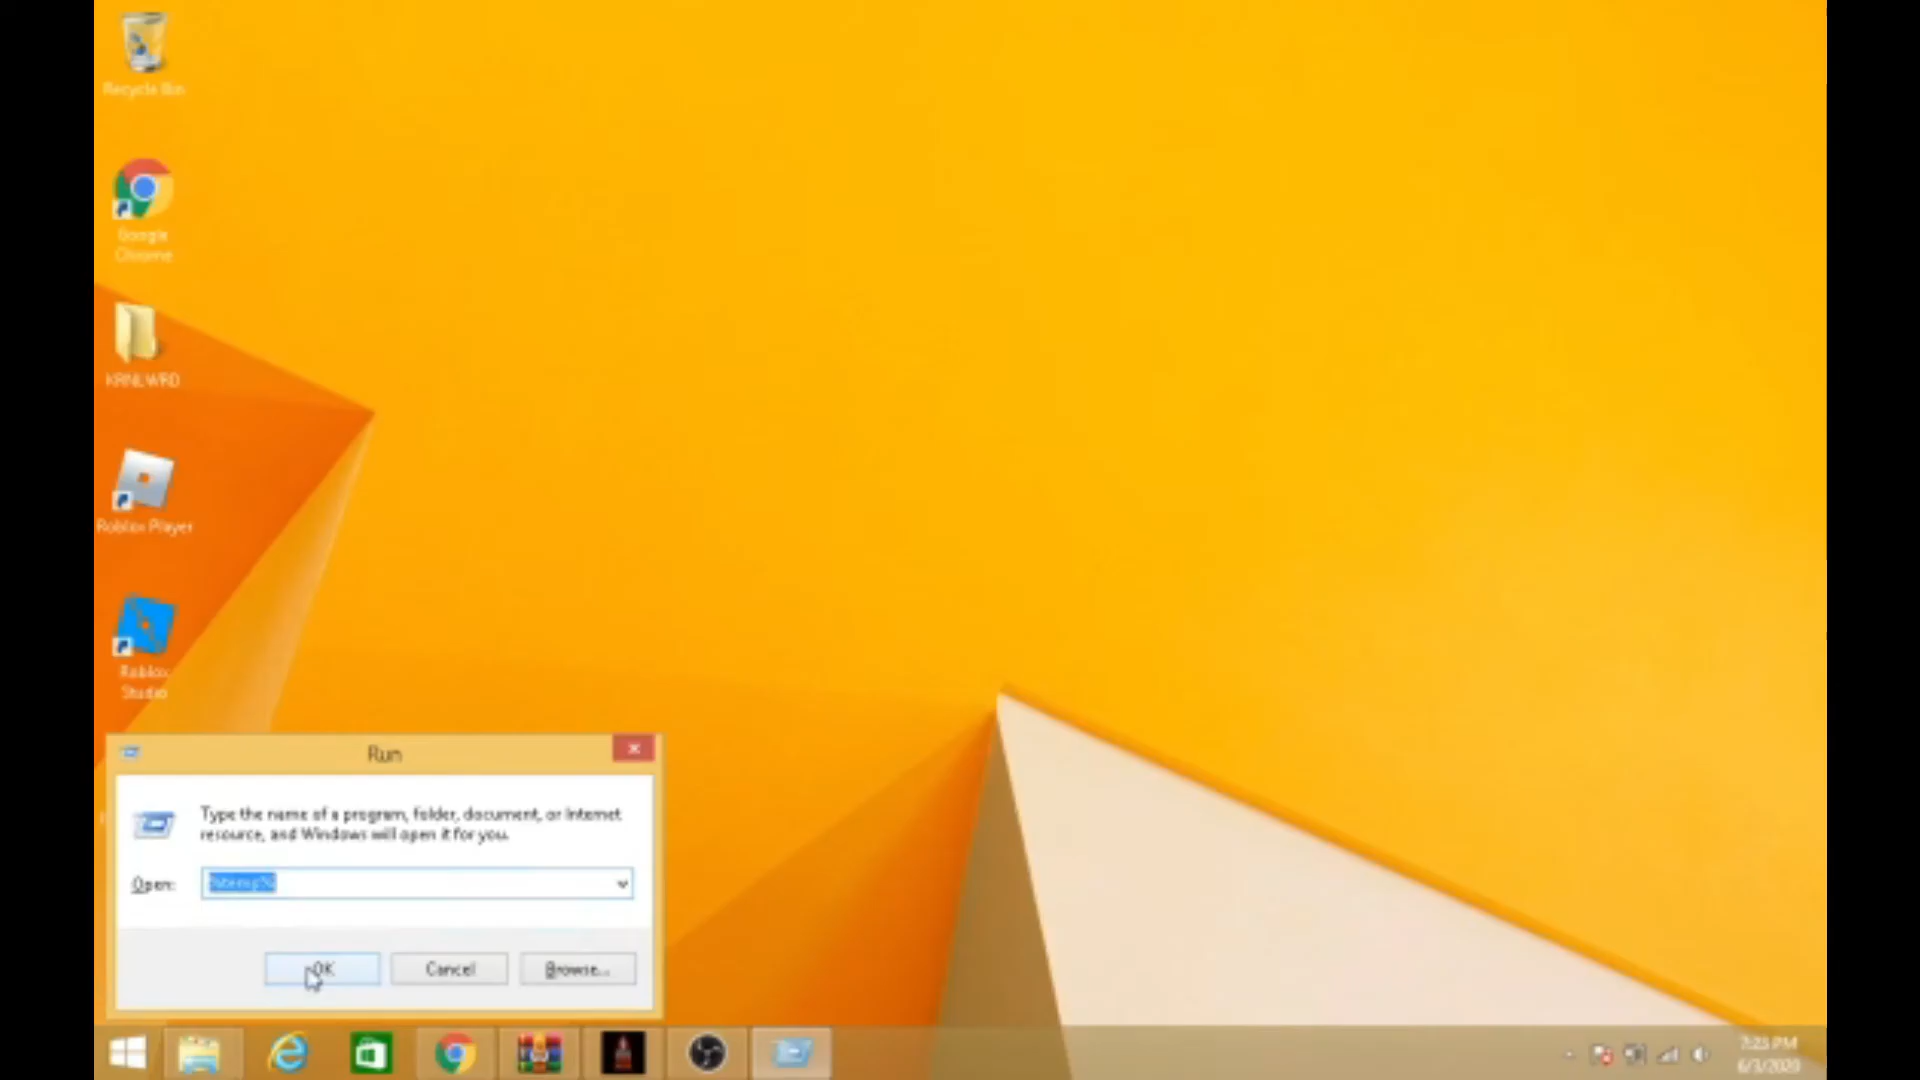 Recycle Bin
Google
Chrome
KRNLWRD
Roblox Player
Roblox
Studio
Run
Type the name of a program, folder, document, or Internet
resource, and Windows will open it for you.
Open:
%temp%
OK
Cancel
Browse...
7:23 PM
6/3/2020